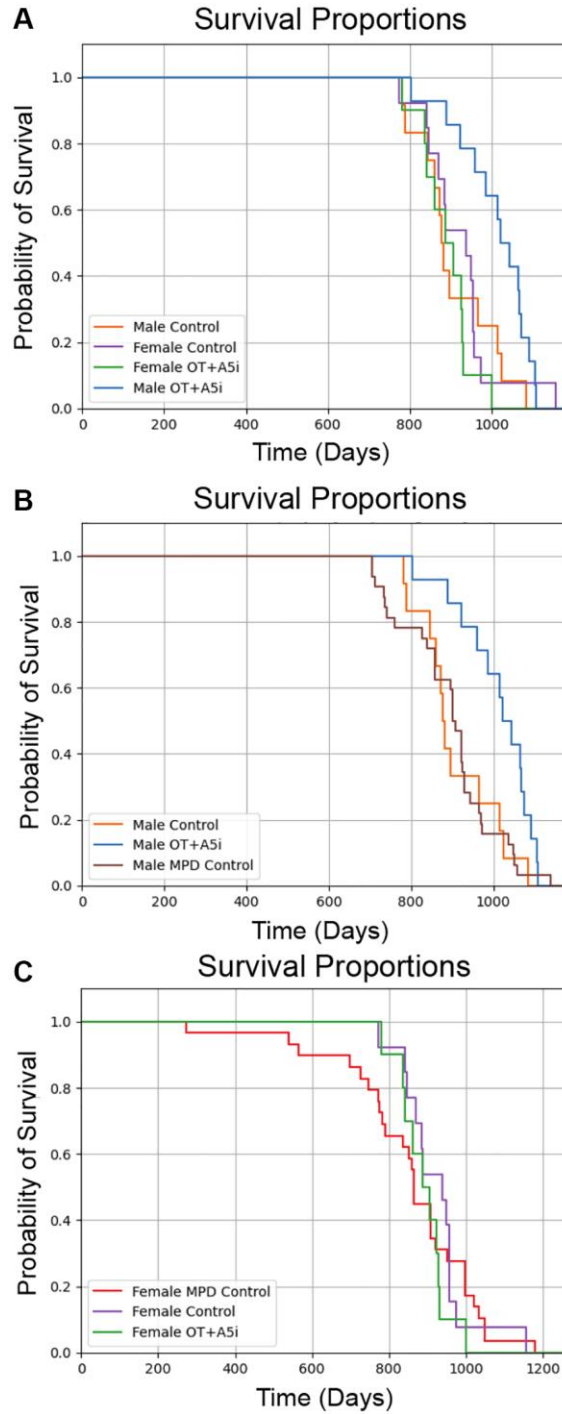 A
Survival Proportions
Probability of Survival
1.0
0.8
0.6
0.4
0.2
0.0
Male Control
Female Control
Female OT+A5i
Male OT+A5i
0 200 400 600 800 1000
Time (Days)
B
Survival Proportions
Probability of Survival
1.0
0.8
0.6
0.4
0.2
0.0
Male Control
Male OT+A5i
Male MPD Control
0 200 400 600 800 1000
Time (Days)
C
Survival Proportions
Probability of Survival
1.0
0.8
0.6
0.4
0.2
0.0
Female MPD Control
Female Control
Female OT+A5i
0 200 400 600 800 1000 1200
Time (Days)